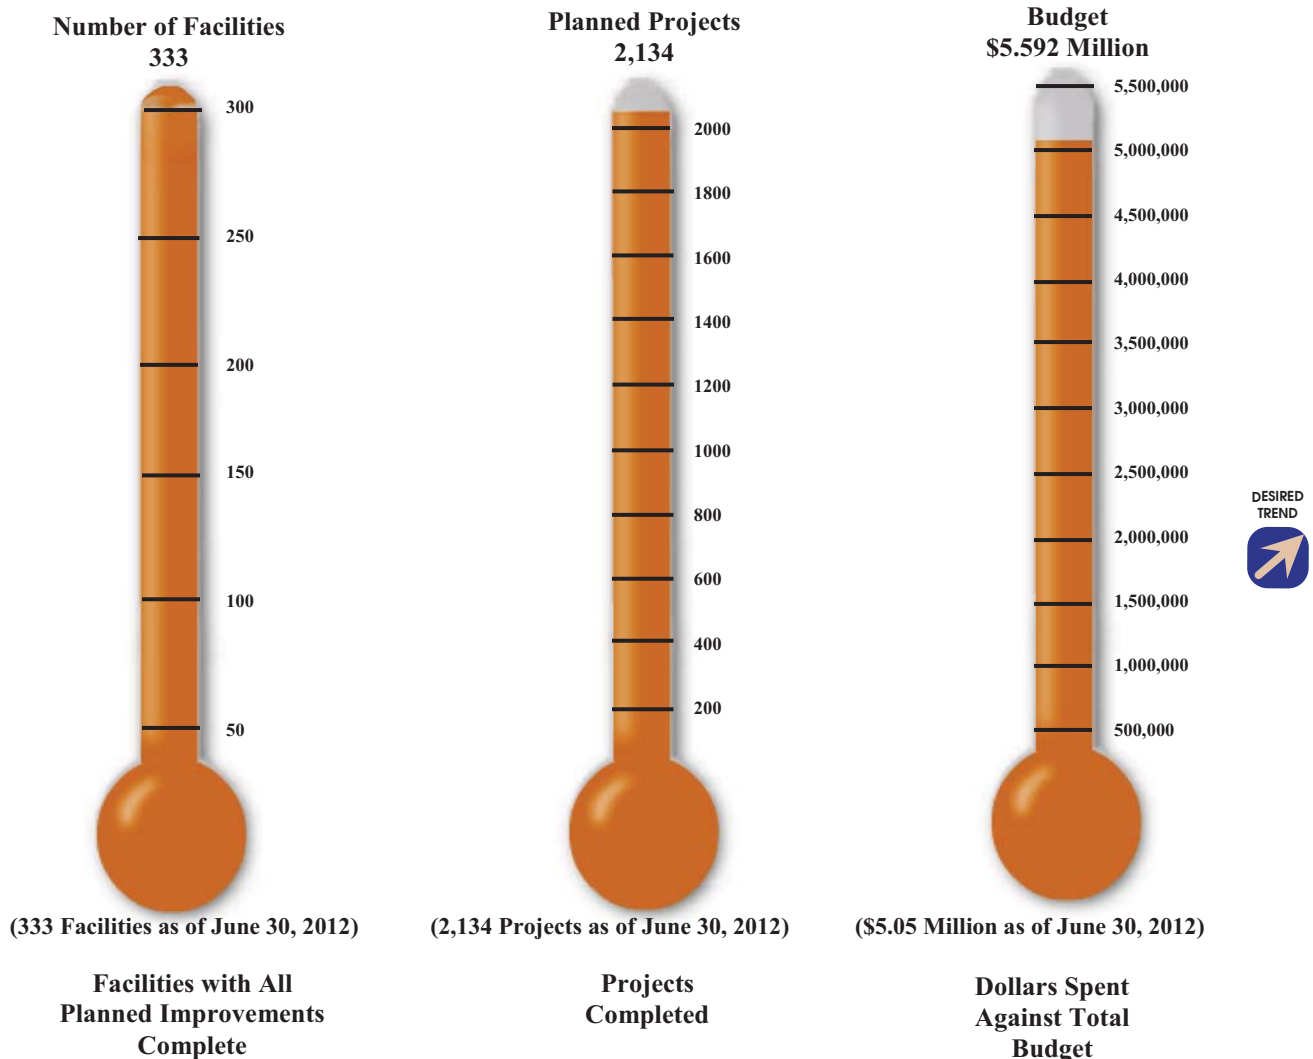 Number of Facilities
333
300
250
200
150
100
50
(333 Facilities as of June 30, 2012)
Facilities with All
Planned Improvements
Complete
Planned Projects
2,134
2000
1800
1600
1400
1200
1000
800
600
400
200
(2,134 Projects as of June 30, 2012)
Projects
Completed
Budget
$5.592 Million
5,500,000
5,000,000
4,500,000
4,000,000
3,500,000
3,000,000
2,500,000
2,000,000
1,500,000
1,000,000
500,000
($5.05 Million as of June 30, 2012)
Dollars Spent
Against Total
Budget
DESIRED
TREND